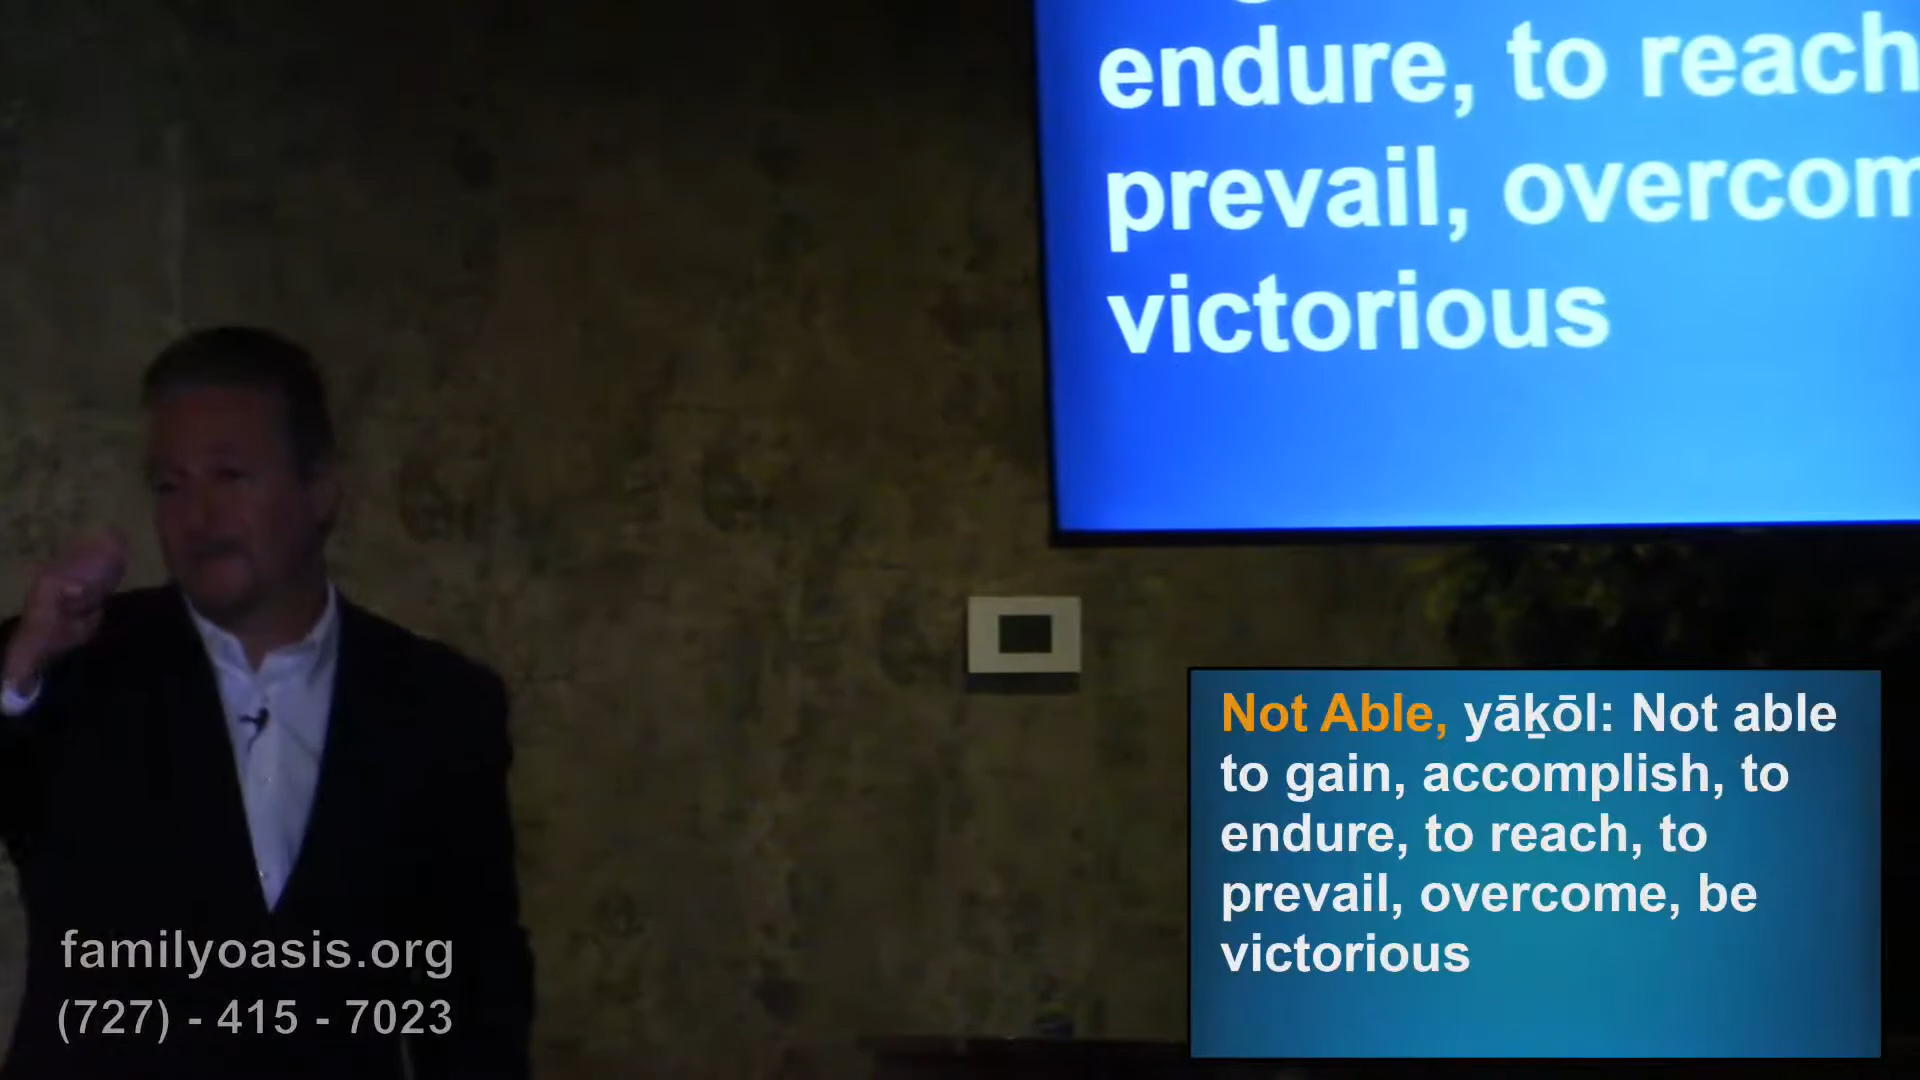 endure, to reach
prevail, overcom
victorious
Not Able, yāḵōl: Not able
to gain, accomplish, to
endure, to reach, to
prevail, overcome, be
victorious
familyoasis.org
(727) - 415 - 7023